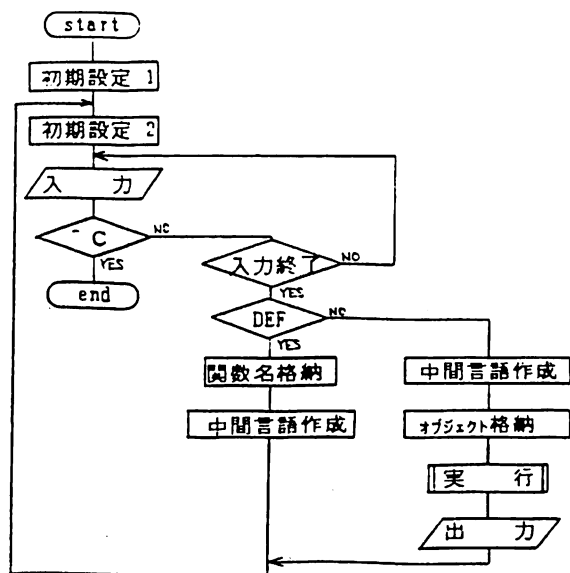 start
初期設定 1
初期設定 2
入 力
C
NO
YES
end
入力終了
NO
YES
DEF
NO
YES
関数名格納
中間言語作成
中間言語作成
オブジェクト格納
実 行
出 力